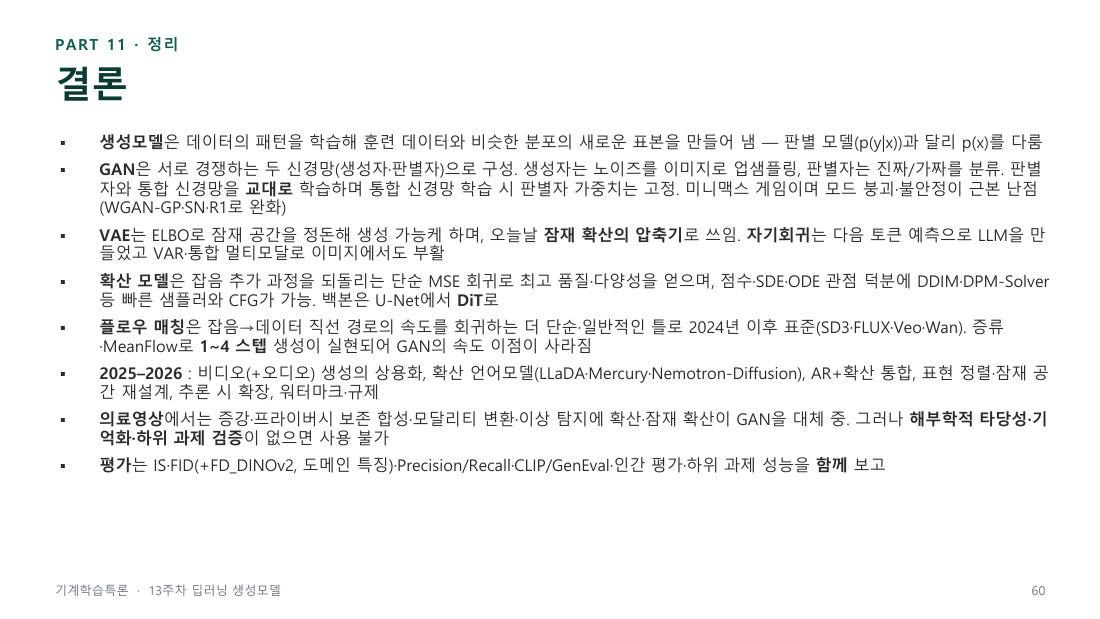 PART 11 · 정리
결론
▪ 생성모델은 데이터의 패턴을 학습해 훈련 데이터와 비슷한 분포의 새로운 표본을 만들어 냄 — 판별 모델(p(y|x))과 달리 p(x)를 다룸
▪ GAN은 서로 경쟁하는 두 신경망(생성자·판별자)으로 구성. 생성자는 노이즈를 이미지로 업샘플링, 판별자는 진짜/가짜를 분류. 판별
자와 통합 신경망을 교대로 학습하며 통합 신경망 학습 시 판별자 가중치는 고정. 미니맥스 게임이며 모드 붕괴·불안정이 근본 난점
(WGAN-GP·SN·R1로 완화)
▪ VAE는 ELBO로 잠재 공간을 정돈해 생성 가능케 하며, 오늘날 잠재 확산의 압축기로 쓰임. 자기회귀는 다음 토큰 예측으로 LLM을 만
들었고 VAR·통합 멀티모달로 이미지에서도 부활
▪ 확산 모델은 잡음 추가 과정을 되돌리는 단순 MSE 회귀로 최고 품질·다양성을 얻으며, 점수·SDE·ODE 관점 덕분에 DDIM·DPM-Solver
등 빠른 샘플러와 CFG가 가능. 백본은 U-Net에서 DiT로
▪ 플로우 매칭은 잡음→데이터 직선 경로의 속도를 회귀하는 더 단순·일반적인 틀로 2024년 이후 표준(SD3·FLUX·Veo·Wan). 증류
·MeanFlow로 1~4 스텝 생성이 실현되어 GAN의 속도 이점이 사라짐
▪ 2025–2026 : 비디오(+오디오) 생성의 상용화, 확산 언어모델(LLaDA·Mercury·Nemotron-Diffusion), AR+확산 통합, 표현 정렬·잠재 공
간 재설계, 추론 시 확장, 워터마크·규제
▪ 의료영상에서는 증강·프라이버시 보존 합성·모달리티 변환·이상 탐지에 확산·잠재 확산이 GAN을 대체 중. 그러나 해부학적 타당성·기
억화·하위 과제 검증이 없으면 사용 불가
▪ 평가는 IS·FID(+FD_DINOv2, 도메인 특징)·Precision/Recall·CLIP/GenEval·인간 평가·하위 과제 성능을 함께 보고
기계학습특론 · 13주차 딥러닝 생성모델
60